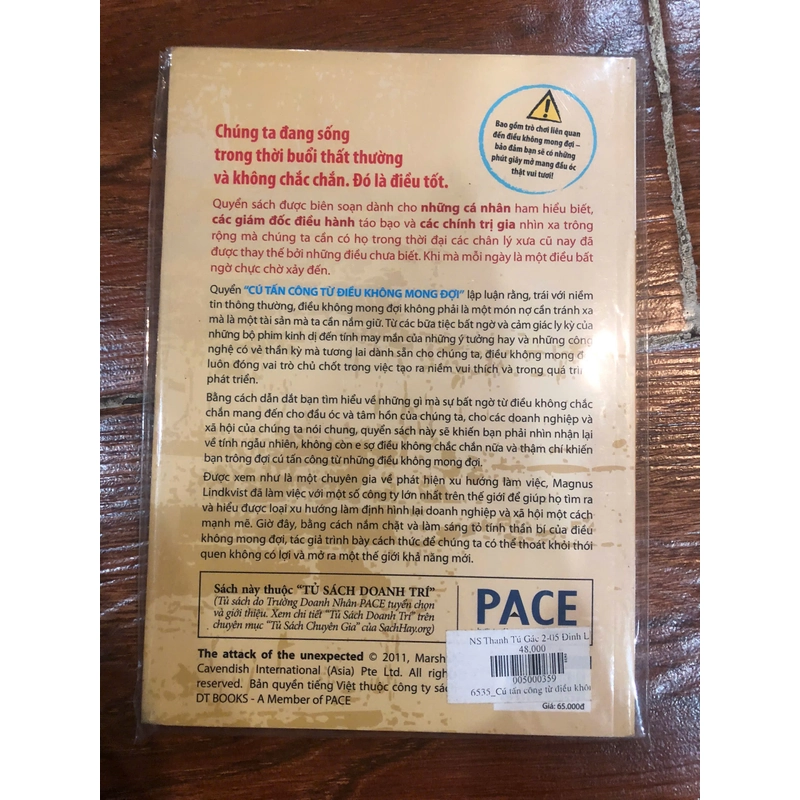 Bao gồm trò chơi liên quan
đến điều không mong đợi –
bảo đảm bạn sẽ có những
phút giây mở mang đầu óc
thật vui tươi!
Chúng ta đang sống
trong thời buổi thất thường
và không chắc chắn. Đó là điều tốt.
Quyển sách được biên soạn dành cho những cá nhân ham hiểu biết,
các giám đốc điều hành táo bạo và các chính trị gia nhìn xa trông
rộng mà chúng ta cần có họ trong thời đại các chân lý xưa cũ nay đã
được thay thế bởi những điều chưa biết. Khi mà mỗi ngày là một điều bất
ngờ chực chờ xảy đến.
Quyển "CÚ TẤN CÔNG TỪ ĐIỀU KHÔNG MONG ĐỢI" lập luận rằng, trái với niềm
tin thông thường, điều không mong đợi không phải là một món nợ cần tránh xa
mà là một tài sản mà ta cần nắm giữ. Từ các bữa tiệc bất ngờ và cảm giác ly kỳ của
những bộ phim kinh dị đến tính may mắn của những ý tưởng hay và những công
nghệ có vẻ thần kỳ mà tương lai dành sẵn cho chúng ta, điều không mong
luôn đóng vai trò chủ chốt trong việc tạo ra niềm vui thích và trong quá
phát triển.
Bằng cách dẫn dắt bạn tìm hiểu về những gì mà sự bất ngờ từ điều không chắc
chắn mang đến cho đầu óc và tâm hồn của chúng ta, cho các doanh nghiệp và
xã hội của chúng ta nói chung, quyển sách này sẽ khiến bạn phải nhìn nhận lại
về tính ngẫu nhiên, không còn e sợ điều không chắc chắn nữa và thậm chí khiến
bạn trông đợi cú tấn công từ những điều không mong đợi.
Được xem như là một chuyên gia về phát hiện xu hướng làm việc, Magnus
Lindkvist đã làm việc với một số công ty lớn nhất trên thế giới để giúp họ tìm ra
và hiểu được loại xu hướng làm định hình lại doanh nghiệp và xã hội một cách
mạnh mẽ. Giờ đây, bằng cách nắm chặt và làm sáng tỏ tính thần bí của điều
không mong đợi, tác giả trình bày cách thức để chúng ta có thể thoát khỏi thói
quen không có lợi và mở ra một thế giới khả năng mới.
Sách này thuộc "TỦ SÁCH DOANH TRÍ"
(Tủ sách do Trường Doanh Nhân PACE tuyển chọn
và giới thiệu. Xem chi tiết "Tủ Sách Doanh Trí" trên
chuyên mục "Tủ Sách Chuyên Gia" của SachHay.org)
PACE
The attack of the unexpected © 2011, Marsh
Cavendish International (Asia) Pte Ltd. All righ
reserved. Bản quyền tiếng Việt thuộc công ty sác
DT BOOKS - A Member of PACE
NS Thanh Tú Gác 2-05 Đinh L
48,000
005000359
6535_Cú tấn công từ điều khôn
Giá: 65.000đ